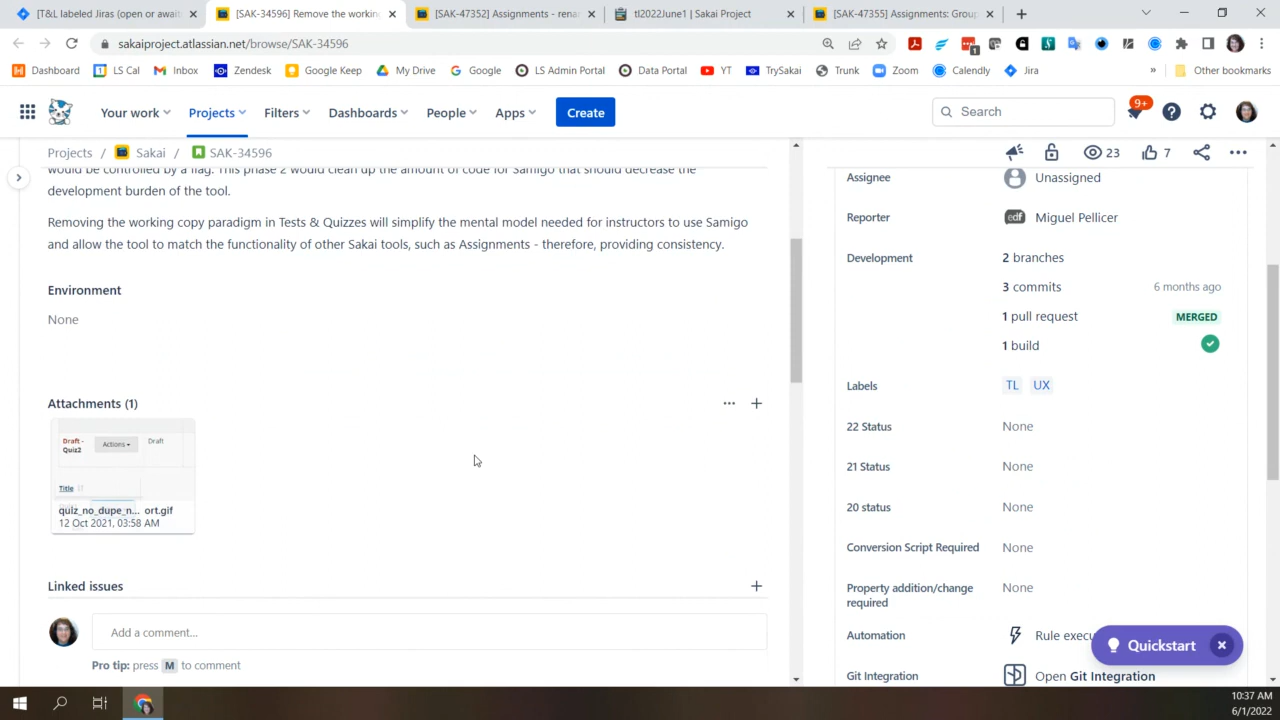 [T&L labeled Jiras (open or await
[SAK-34596] Remove the workin
[SAK-47352] Assignments - renan
tl2022June1 | Sakai Project
[SAK-47355] Assignments: Group
sakaiproject.atlassian.net/browse/SAK-34596
Dashboard
LS Cal
Inbox
Zendesk
Google Keep
My Drive
Google
LS Admin Portal
Data Portal
YT
TrySakai
Trunk
Zoom
Calendly
Jira
»
Other bookmarks
Your work
Projects
Filters
Dashboards
People
Apps
Create
Search
9+
Projects / Sakai / SAK-34596
23
7
would be controlled by a flag. This phase 2 would clean up the amount of code for Samigo that should decrease the
development burden of the tool.
Removing the working copy paradigm in Tests & Quizzes will simplify the mental model needed for instructors to use Samigo
and allow the tool to match the functionality of other Sakai tools, such as Assignments - therefore, providing consistency.
Environment
None
Attachments (1)
Draft - Quiz2
Actions
Draft
Title
quiz_no_dupe_n... ort.gif
12 Oct 2021, 03:58 AM
Linked issues
Add a comment...
Pro tip: press M to comment
Assignee
Unassigned
Reporter
edf
Miguel Pellicer
Development
2 branches
3 commits
6 months ago
1 pull request
MERGED
1 build
Labels
TL UX
22 Status
None
21 Status
None
20 status
None
Conversion Script Required
None
Property addition/change
required
None
Automation
Rule execu
Quickstart
Git Integration
Open Git Integration
10:37 AM
6/1/2022